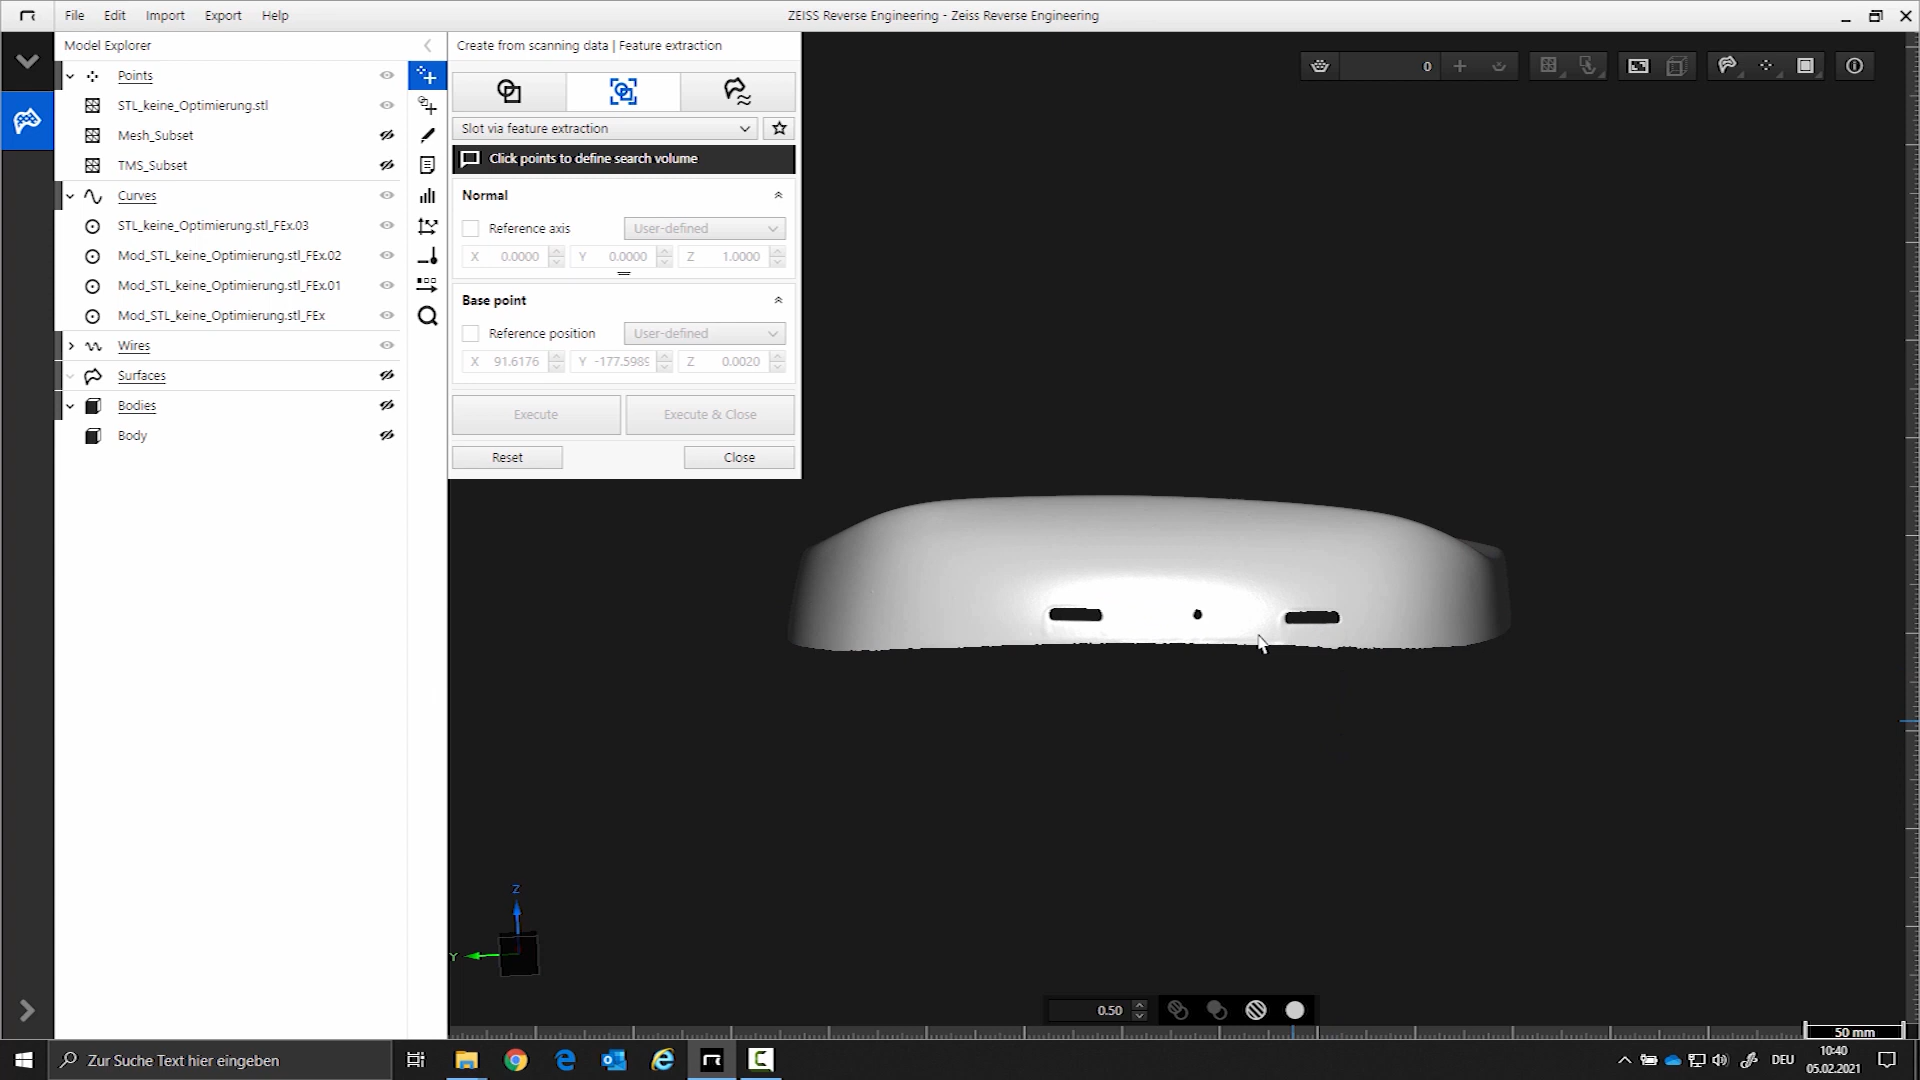 File Edit Import Export Help
ZEISS Reverse Engineering - Zeiss Reverse Engineering
Model Explorer
Points
STL_keine_Optimierung.stl
Mesh_Subset
TMS_Subset
Curves
STL_keine_Optimierung.stl_FEx.03
Mod_STL_keine_Optimierung.stl_FEx.02
Mod_STL_keine_Optimierung.stl_FEx.01
Mod_STL_keine_Optimierung.stl_FEx
Wires
Surfaces
Bodies
Body
Create from scanning data | Feature extraction
Slot via feature extraction
Click points to define search volume
Normal
Reference axis User-defined
X 0.0000 Y 0.0000 Z 1.0000
Base point
Reference position User-defined
X 91.6176 Y -177.5989 Z 0.0020
Execute Execute & Close
Reset Close
0
Z
Y
0.50
50 mm
Zur Suche Text hier eingeben
DEU
10:40
05.02.2021